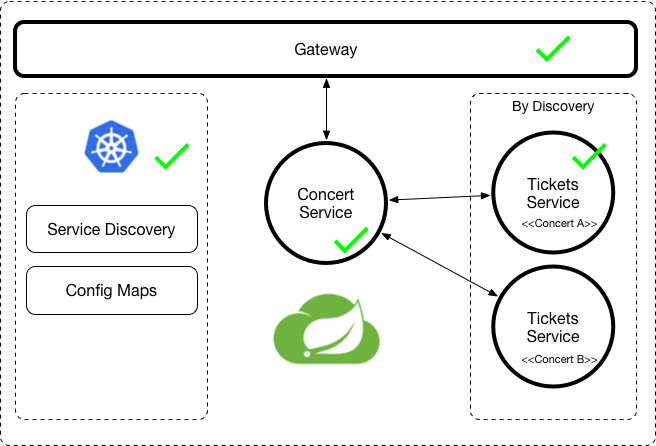 Gateway
By Discovery
Concert
Service
Tickets
Service
<<Concert A>>
Service Discovery
Config Maps
Tickets
Service
<<Concert B>>